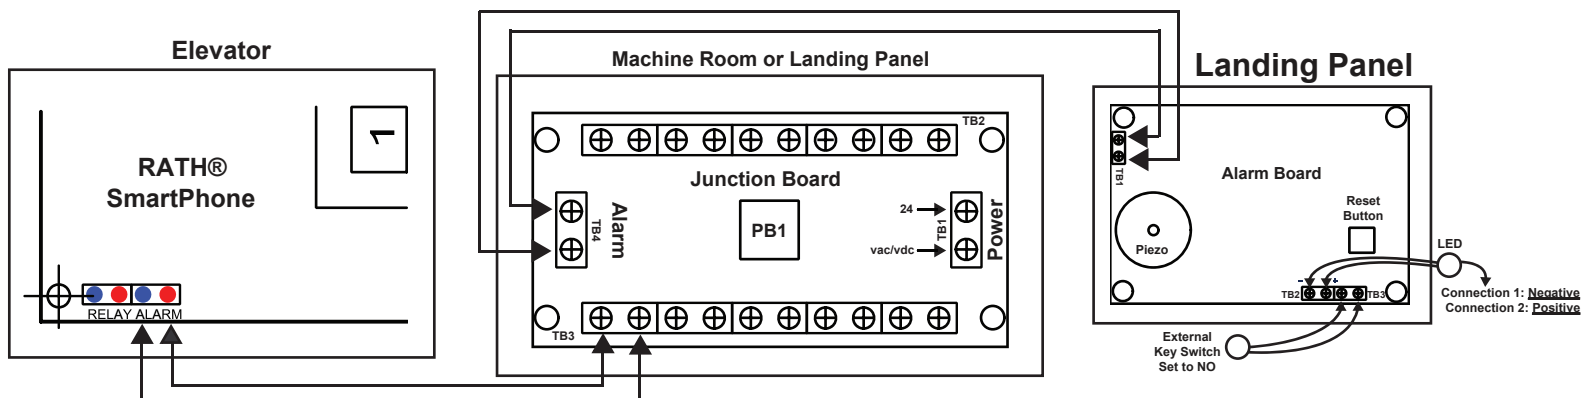 Elevator
RATH®
SmartPhone
1
RELAY ALARM
Machine Room or Landing Panel
TB2
Junction Board
Alarm
TB4
PB1
24
vac/vdc
TB1
Power
TB3
Landing Panel
TB1
Alarm Board
Piezo
Reset
Button
LED
- +
TB2
TB3
Connection 1: Negative
Connection 2: Positive
External
Key Switch
Set to NO